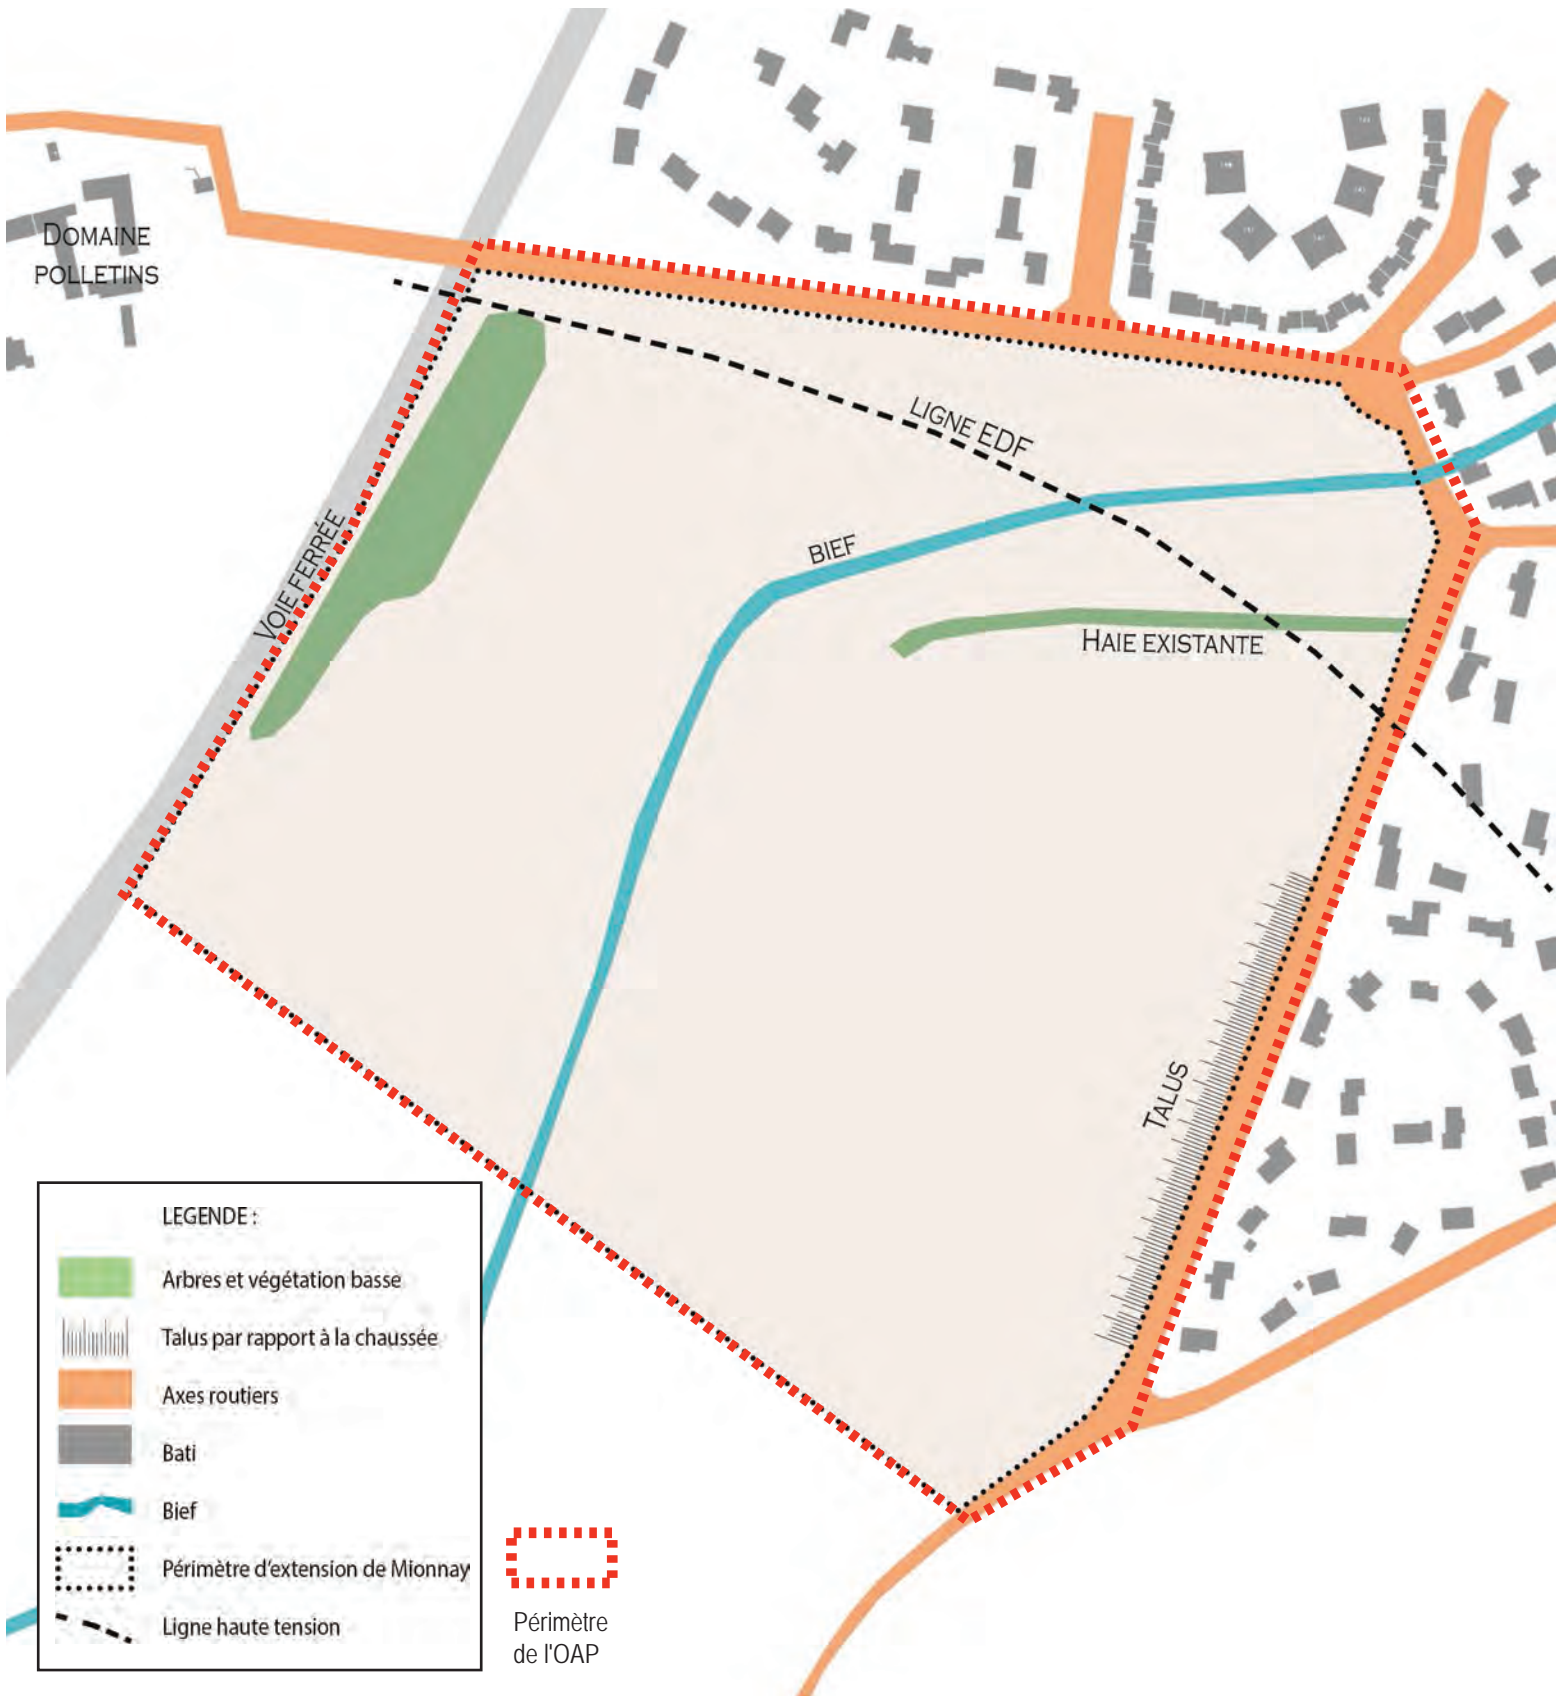 DOMAINE
POLLETINS
LIGNE EDF
BIEF
VOIE FERRÉE
HAIE EXISTANTE
TALUS
LEGENDE :
Arbres et végétation basse
Talus par rapport à la chaussée
Axes routiers
Bati
Bief
Périmètre d'extension de Mionnay
Ligne haute tension
Périmètre
de l'OAP